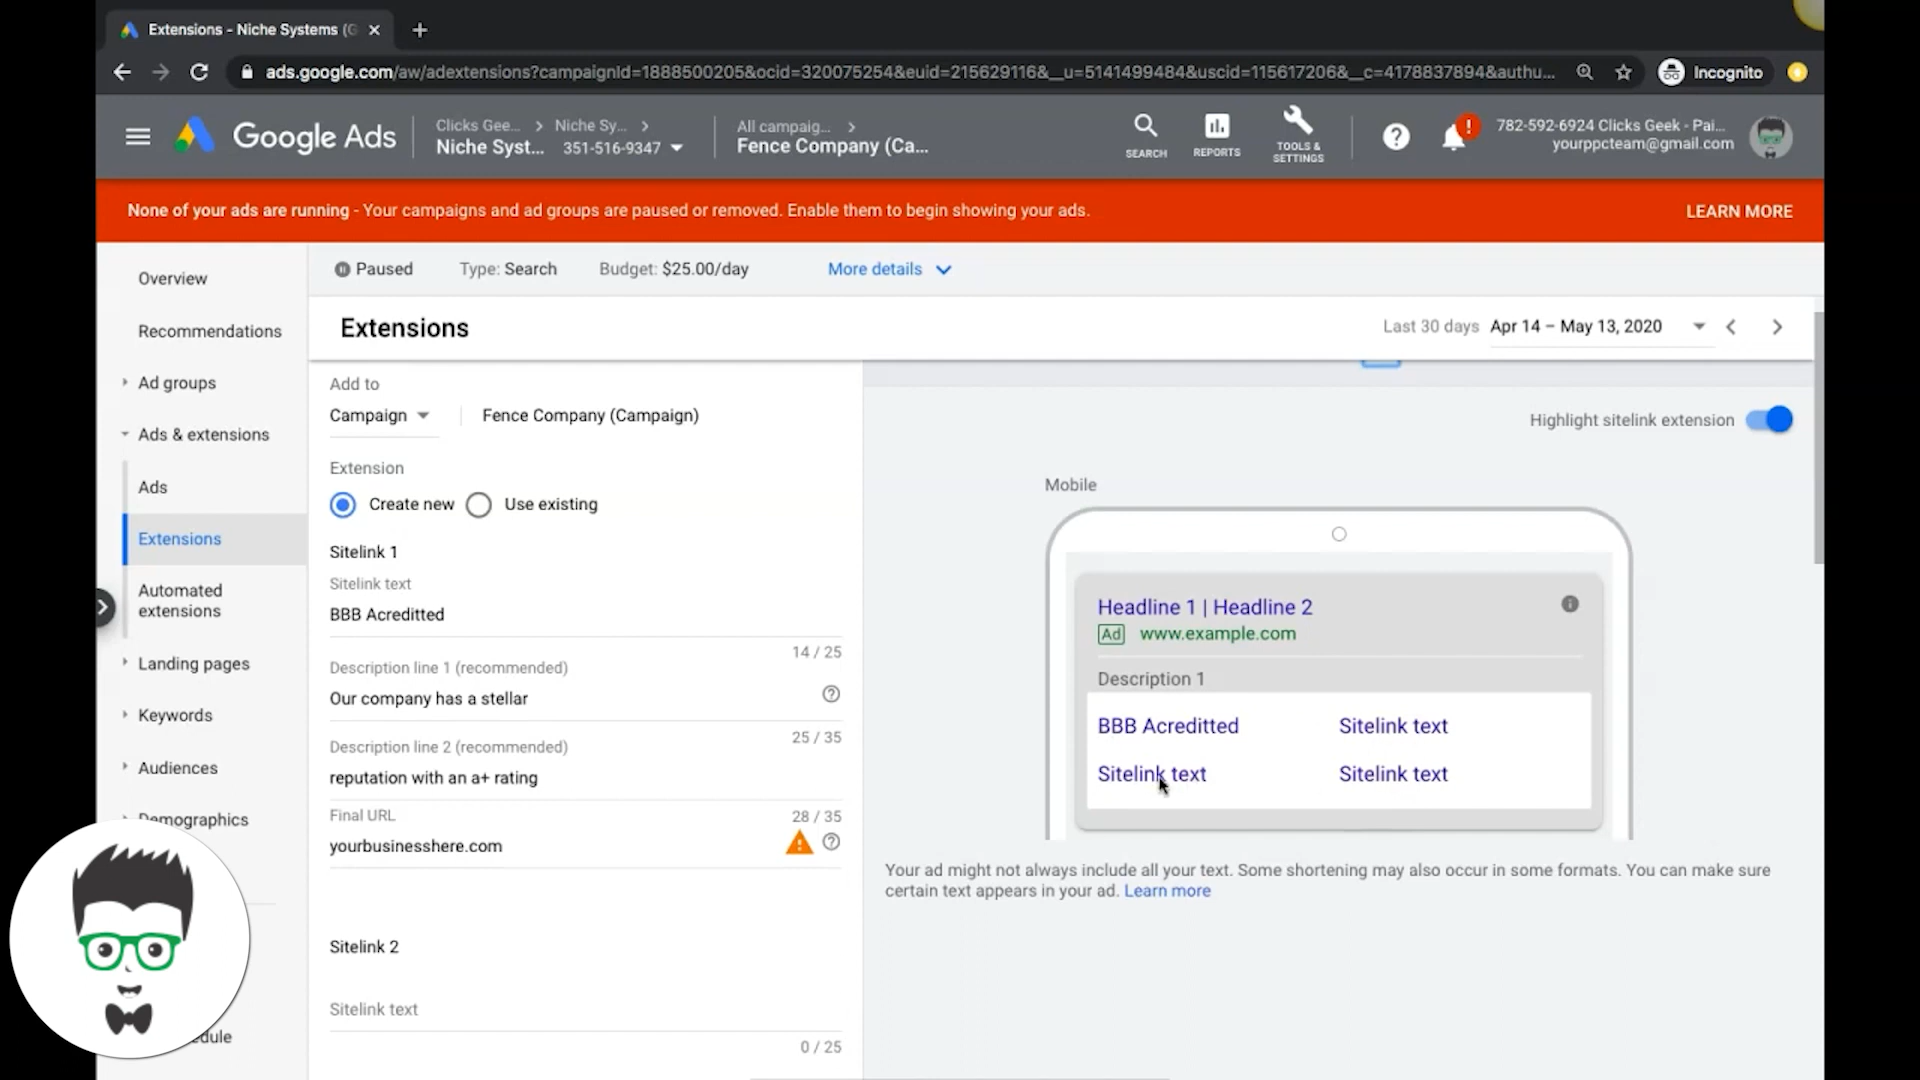 Extensions - Niche Systems (G
ads.google.com/aw/adextensions?campaignId=1888500205&ocid=320075254&euid=215629116&__u=5141499484&uscid=115617206&__c=4178837894&authu...
Incognito
Google Ads
Clicks Gee... > Niche Sy... >
Niche Syst... 351-516-9347
All campaig... >
Fence Company (Ca...
SEARCH
REPORTS
TOOLS &
SETTINGS
782-592-6924 Clicks Geek - Pai...
yourppcteam@gmail.com
None of your ads are running - Your campaigns and ad groups are paused or removed. Enable them to begin showing your ads.
LEARN MORE
Overview
Recommendations
Ad groups
Ads & extensions
Ads
Extensions
Automated
extensions
Landing pages
Keywords
Audiences
Demographics
edule
Paused
Type: Search
Budget: $25.00/day
More details
Extensions
Last 30 days Apr 14 – May 13, 2020
Add to
Campaign
Fence Company (Campaign)
Extension
Create new
Use existing
Sitelink 1
Sitelink text
BBB Acreditted
14 / 25
Description line 1 (recommended)
Our company has a stellar
25 / 35
Description line 2 (recommended)
reputation with an a+ rating
28 / 35
Final URL
yourbusinesshere.com
Sitelink 2
Sitelink text
0 / 25
Highlight sitelink extension
Mobile
Headline 1 | Headline 2
Ad www.example.com
Description 1
BBB Acreditted
Sitelink text
Sitelink text
Sitelink text
Your ad might not always include all your text. Some shortening may also occur in some formats. You can make sure
certain text appears in your ad. Learn more